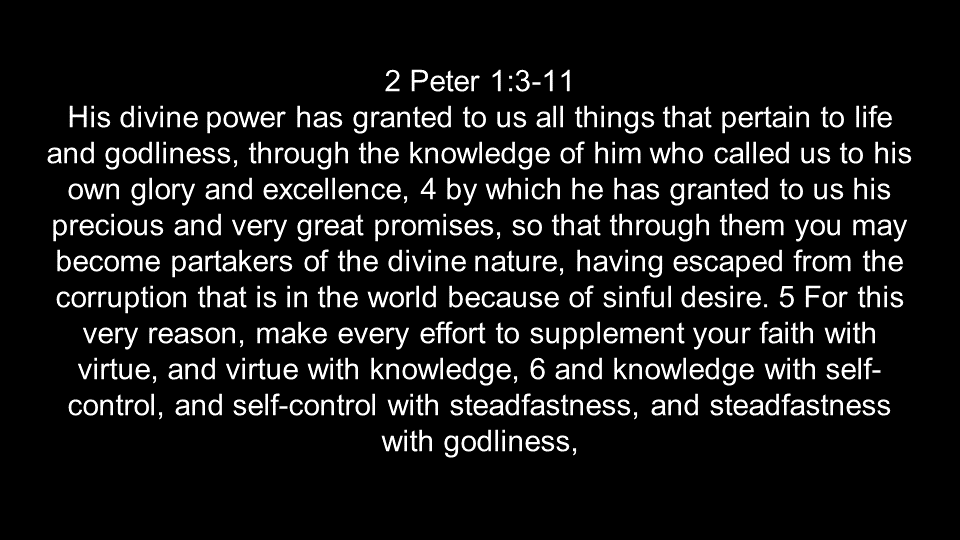 2 Peter 1:3-11
His divine power has granted to us all things that pertain to life
and godliness, through the knowledge of him who called us to his
own glory and excellence, 4 by which he has granted to us his
precious and very great promises, so that through them you may
become partakers of the divine nature, having escaped from the
corruption that is in the world because of sinful desire. 5 For this
very reason, make every effort to supplement your faith with
virtue, and virtue with knowledge, 6 and knowledge with self-
control, and self-control with steadfastness, and steadfastness
with godliness,